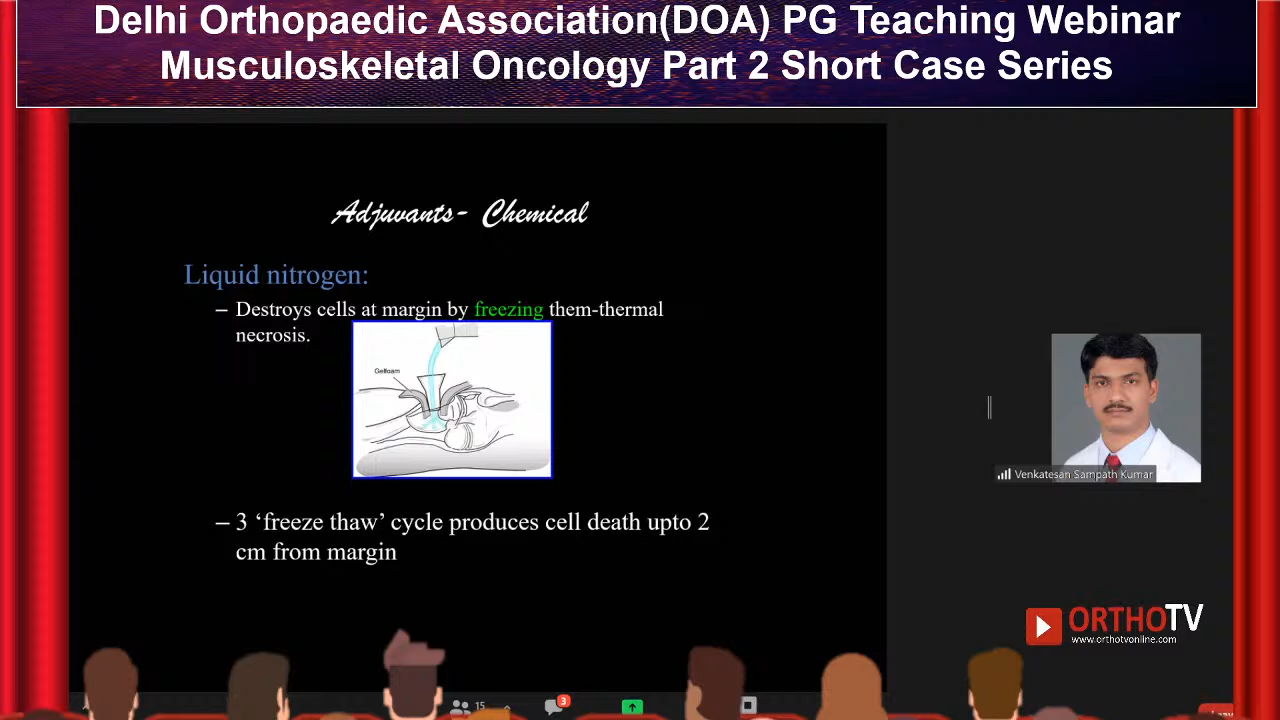 Delhi Orthopaedic Association(DOA) PG Teaching Webinar
Musculoskeletal Oncology Part 2 Short Case Series
Adjuvants- Chemical
Liquid nitrogen:
– Destroys cells at margin by freezing them-thermal
necrosis.
Gelfoam
– 3 ‘freeze thaw’ cycle produces cell death upto 2
cm from margin
Venkatesan Sampath Kumar
ORTHOTV
www.orthotvonline.com
15
3